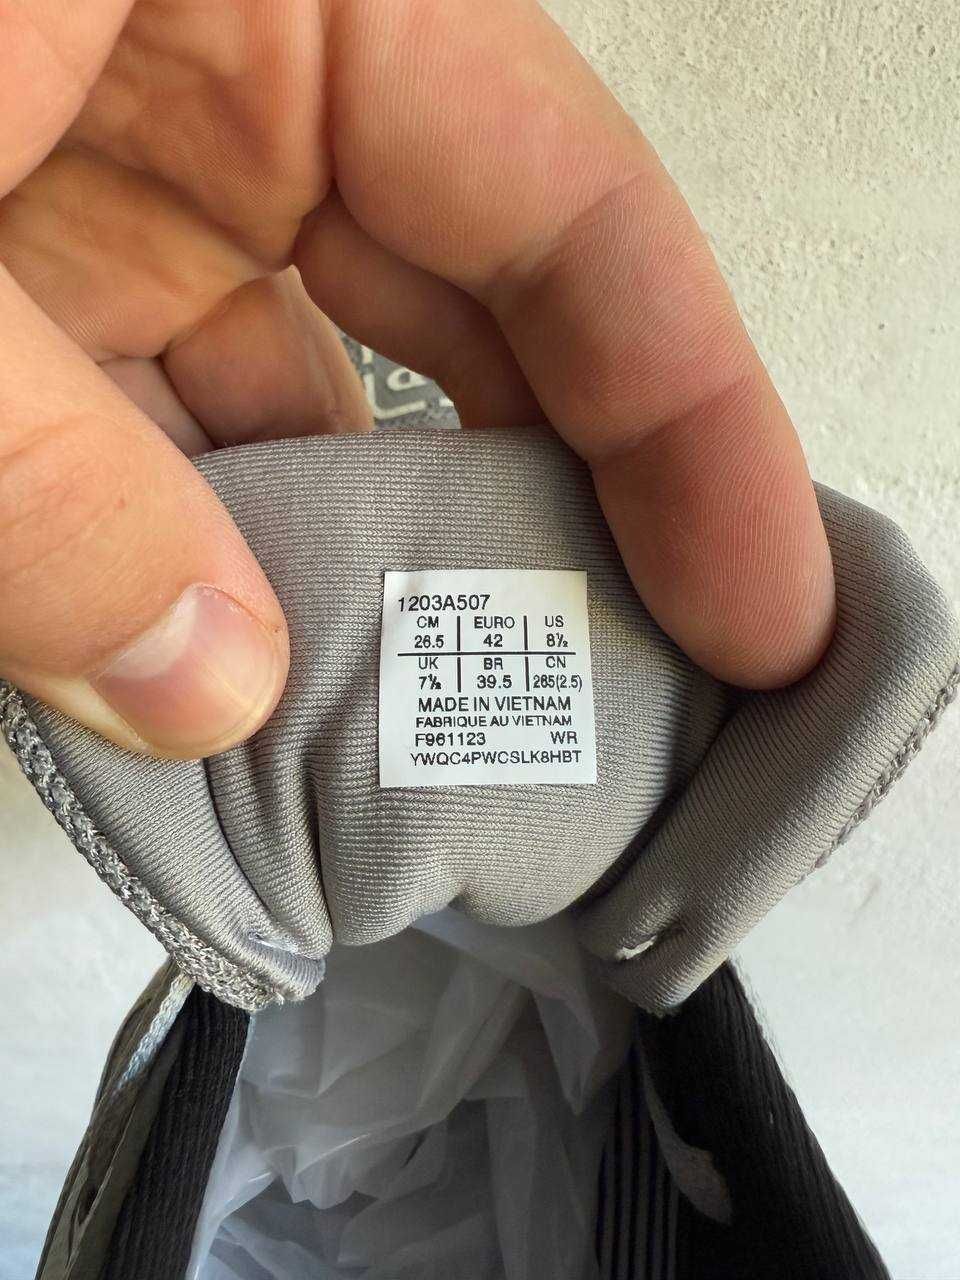 1203A507
CM EURO US
26.5 42 8½
UK BR CN
7½ 39.5 265(2.5)
MADE IN VIETNAM
FABRIQUE AU VIETNAM
F961123 WR
YWQC4PWCSLK8HBT